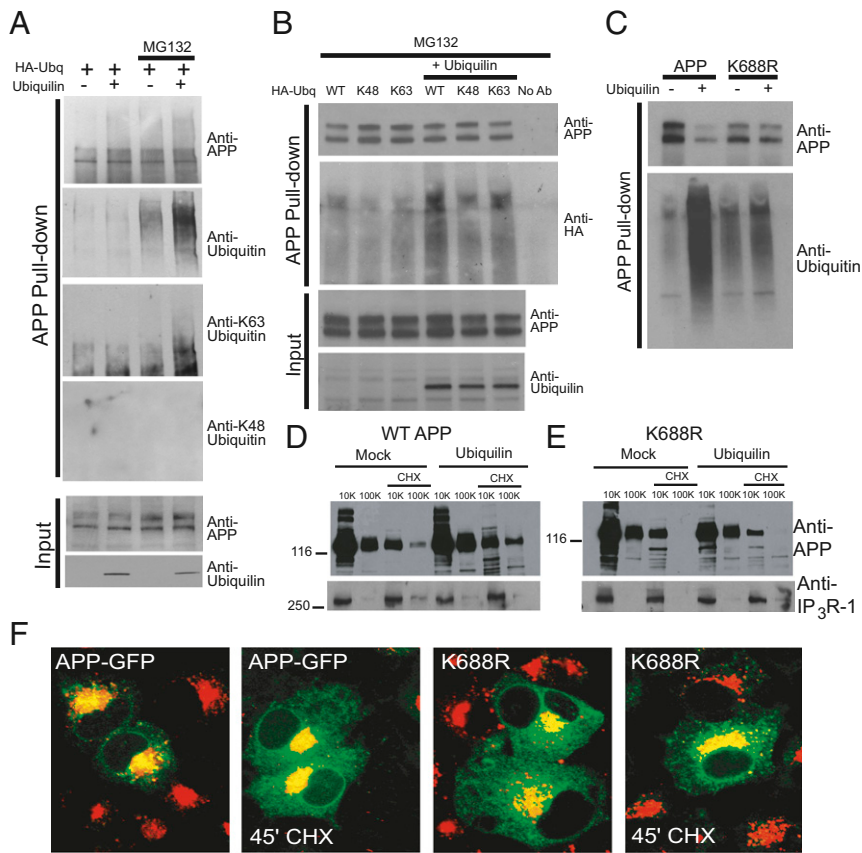 A
MG132
HA-Ubq + + + +
Ubiquilin - + - +
APP Pull-down
Anti-
APP
Anti-
Ubiquitin
Anti-K63
Ubiquitin
Anti-K48
Ubiquitin
Input
Anti-
APP
Anti-
Ubiquilin
B
MG132
+ Ubiquilin
HA-Ubq WT K48 K63 WT K48 K63 No Ab
APP Pull-down
Anti-
APP
Anti-
HA
Input
Anti-
APP
Anti-
Ubiquilin
C
APP K688R
Ubiquilin - + - +
APP Pull-down
Anti-
APP
Anti-
Ubiquitin
D
WT APP
Mock Ubiquilin
CHX CHX
10K 100K 10K 100K 10K 100K 10K 100K
116
250
E
K688R
Mock Ubiquilin
CHX CHX
10K 100K 10K 100K 10K 100K 10K 100K
116
Anti-
APP
Anti-
IP3R-1
F
APP-GFP
APP-GFP
45' CHX
K688R
K688R
45' CHX